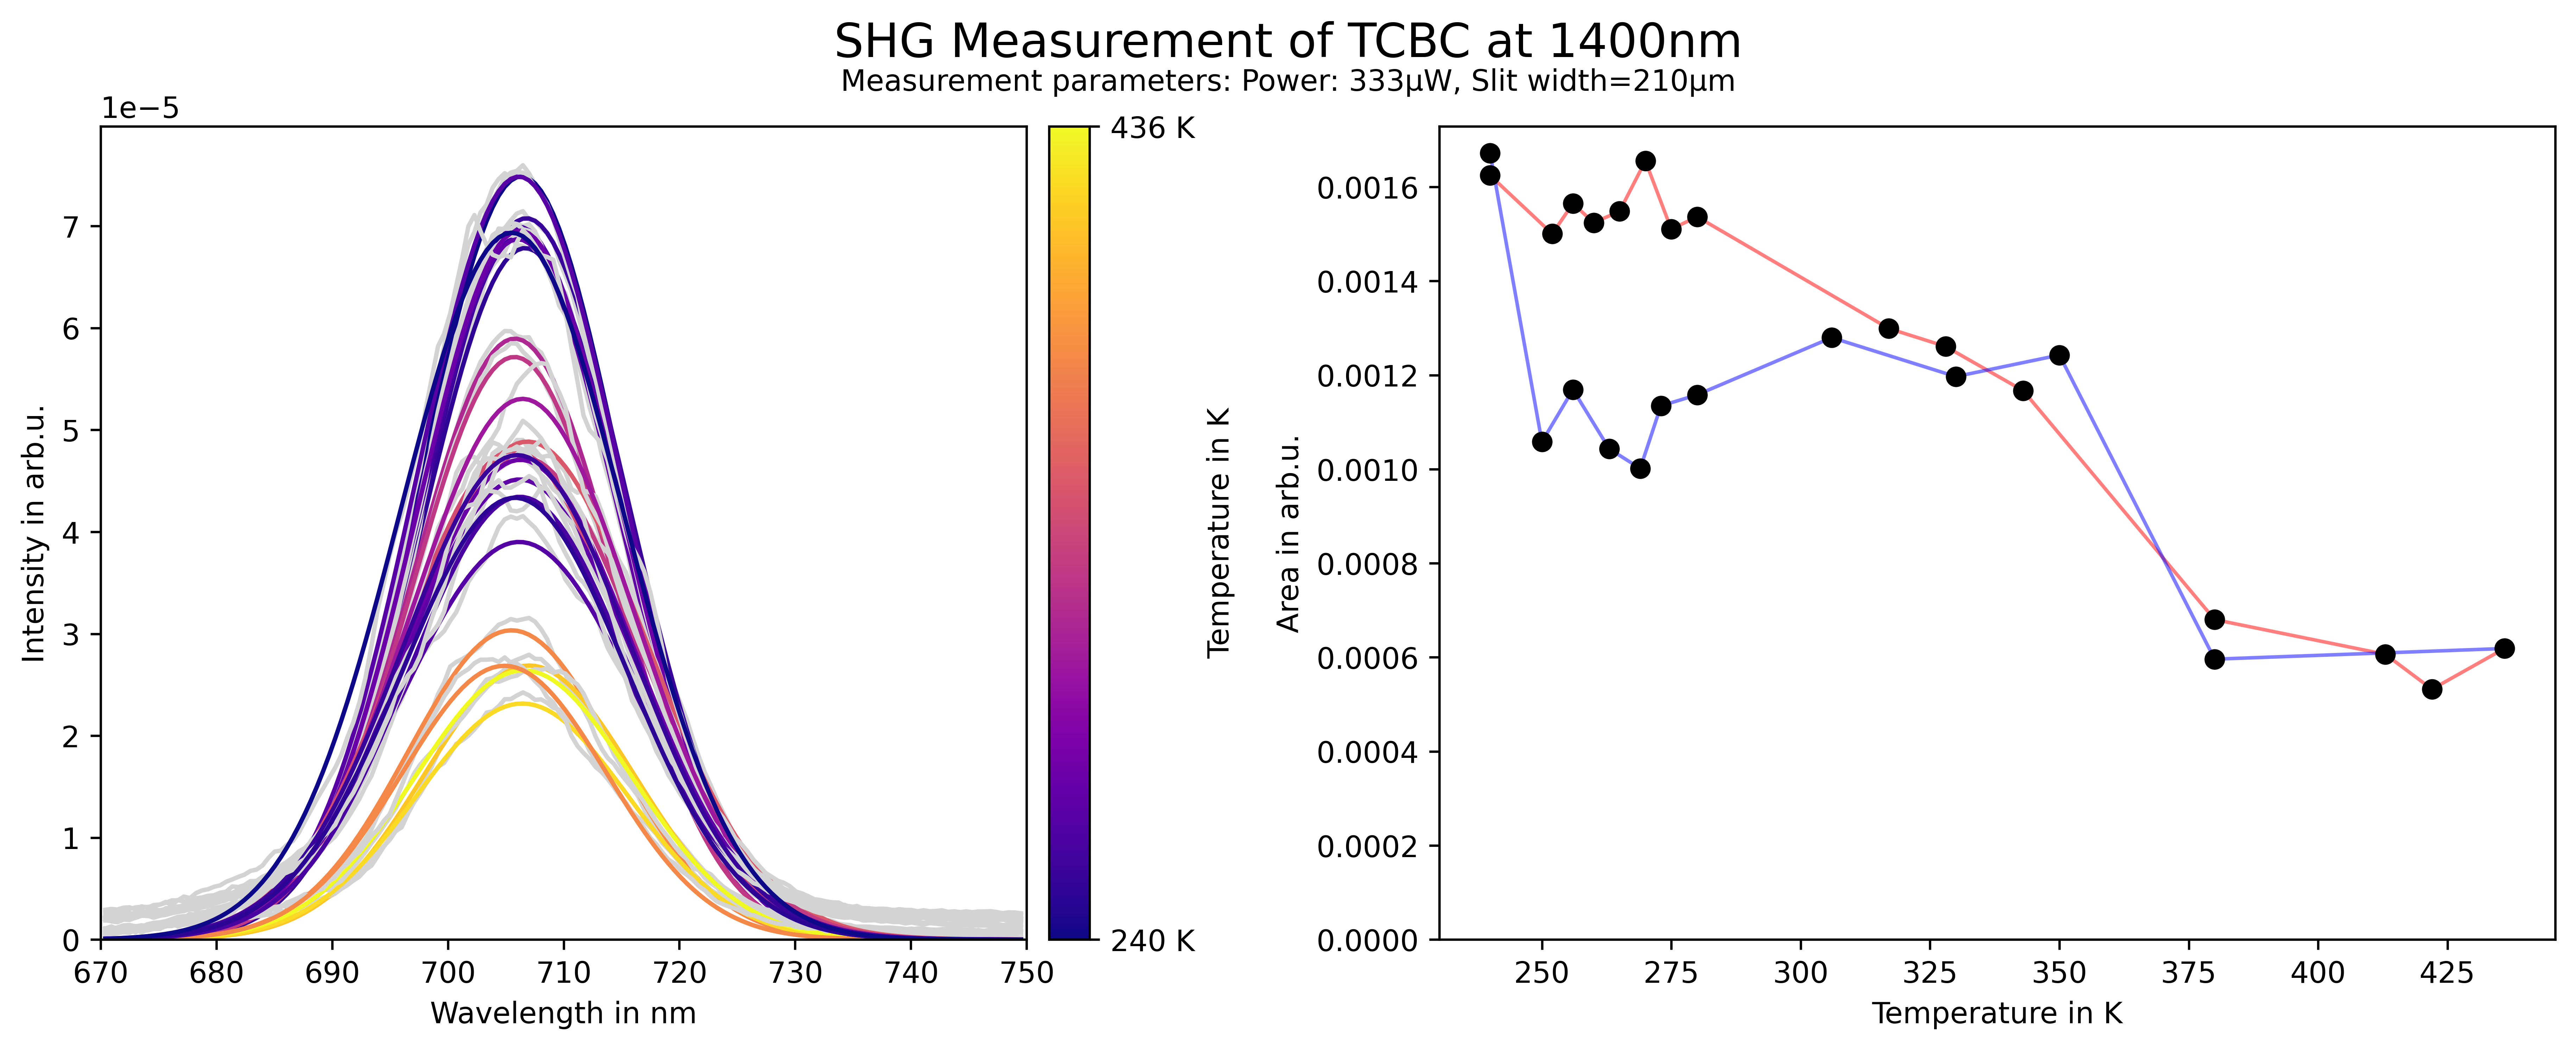 SHG Measurement of TCBC at 1400nm
Measurement parameters: Power: 333μW, Slit width=210μm
1e−5
7
6
5
4
3
2
1
0
Intensity in arb.u.
670 680 690 700 710 720 730 740 750
Wavelength in nm
436 K
240 K
Temperature in K
0.0016
0.0014
0.0012
0.0010
0.0008
0.0006
0.0004
0.0002
0.0000
Area in arb.u.
250 275 300 325 350 375 400 425
Temperature in K